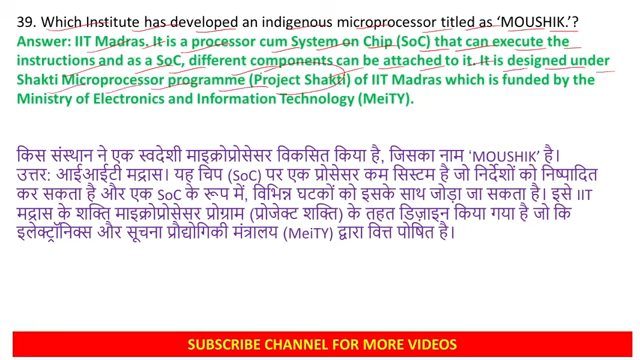 39. Which Institute has developed an indigenous microprocessor titled as ‘MOUSHIK.’?
Answer: IIT Madras. It is a processor cum System on Chip (SoC) that can execute the
instructions and as a SoC, different components can be attached to it. It is designed under
Shakti Microprocessor programme (Project Shakti) of IIT Madras which is funded by the
Ministry of Electronics and Information Technology (MeiTY).
किस संस्थान ने एक स्वदेशी माइक्रोप्रोसेसर विकसित किया है, जिसका नाम ‘MOUSHIK’ है।
उत्तर: आईआईटी मद्रास। यह चिप (SoC) पर एक प्रोसेसर कम सिस्टम है जो निर्देशों को निष्पादित
कर सकता है और एक SoC के रूप में, विभिन्न घटकों को इसके साथ जोड़ा जा सकता है। इसे IIT
मद्रास के शक्ति माइक्रोप्रोसेसर प्रोग्राम (प्रोजेक्ट शक्ति) के तहत डिज़ाइन किया गया है जो कि
इलेक्ट्रॉनिक्स और सूचना प्रौद्योगिकी मंत्रालय (MeiTY) द्वारा वित्त पोषित है।
SUBSCRIBE CHANNEL FOR MORE VIDEOS